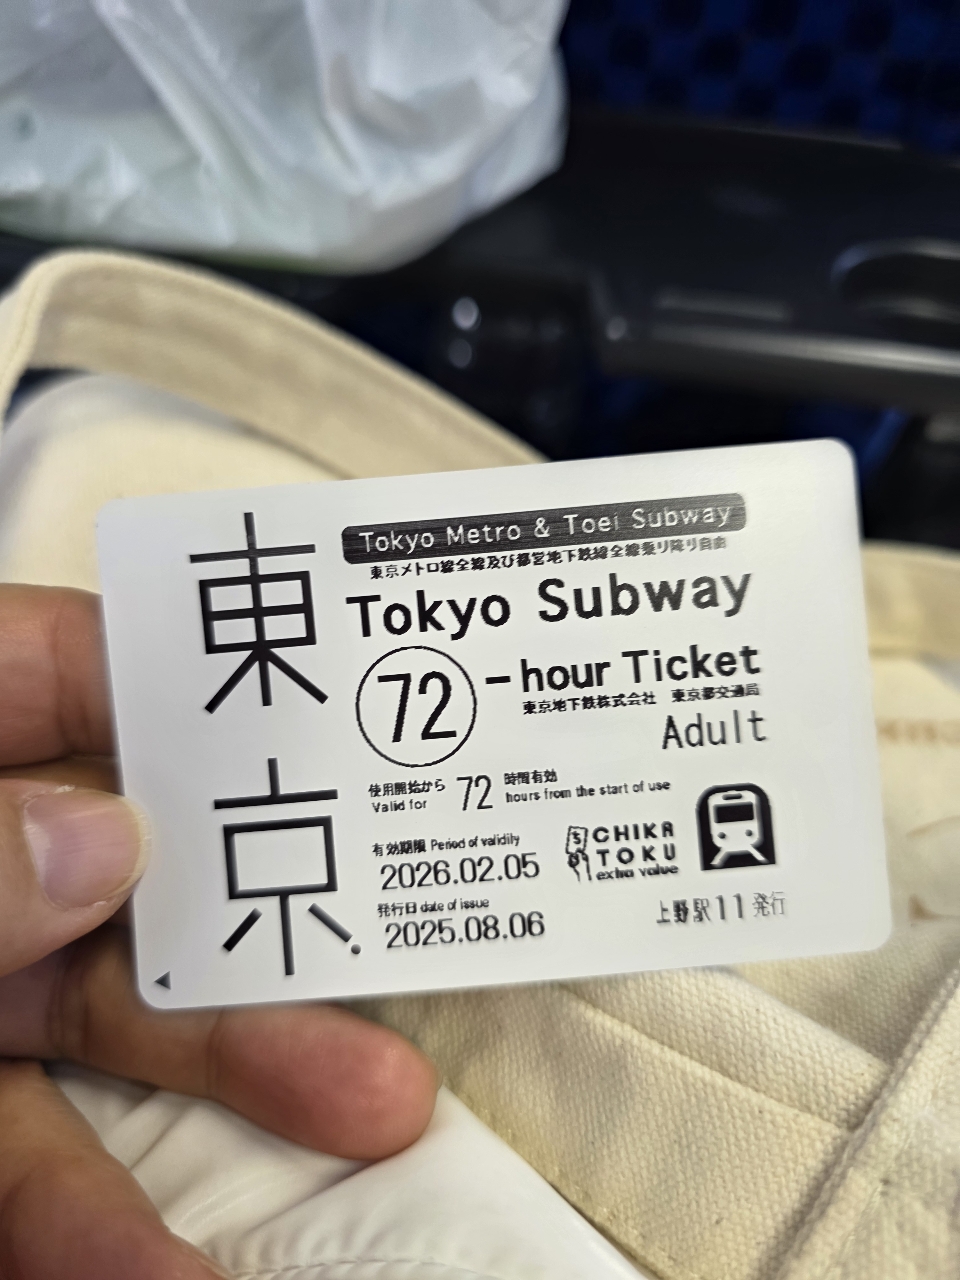 東京
Tokyo Metro & Toei Subway
東京メトロ線全線及び都営地下鉄線全線乗り降り自由
Tokyo Subway
72-hour Ticket
東京地下鉄株式会社 東京都交通局
Adult
使用開始から 72 時間有効
Valid for hours from the start of use
有効期限 Period of validity
2026.02.05
CHIKA
TOKU
extra value
発行日 date of issue
2025.08.06
上野駅11発行